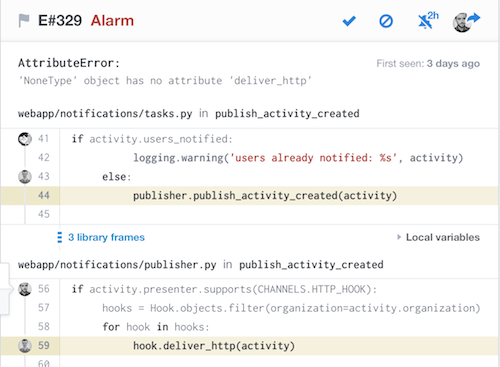 E#329 Alarm
2h
AttributeError:
First seen: 3 days ago
'NoneType' object has no attribute 'deliver_http'
webapp/notifications/tasks.py in publish_activity_created
41 if activity.users_notified:
42 logging.warning('users already notified: %s', activity)
43 else:
44 publisher.publish_activity_created(activity)
45
3 library frames
Local variables
webapp/notifications/publisher.py in publish_activity_created
56 if activity.presenter.supports(CHANNELS.HTTP_HOOK):
57 hooks = Hook.objects.filter(organization=activity.organization)
58 for hook in hooks:
59 hook.deliver_http(activity)
60